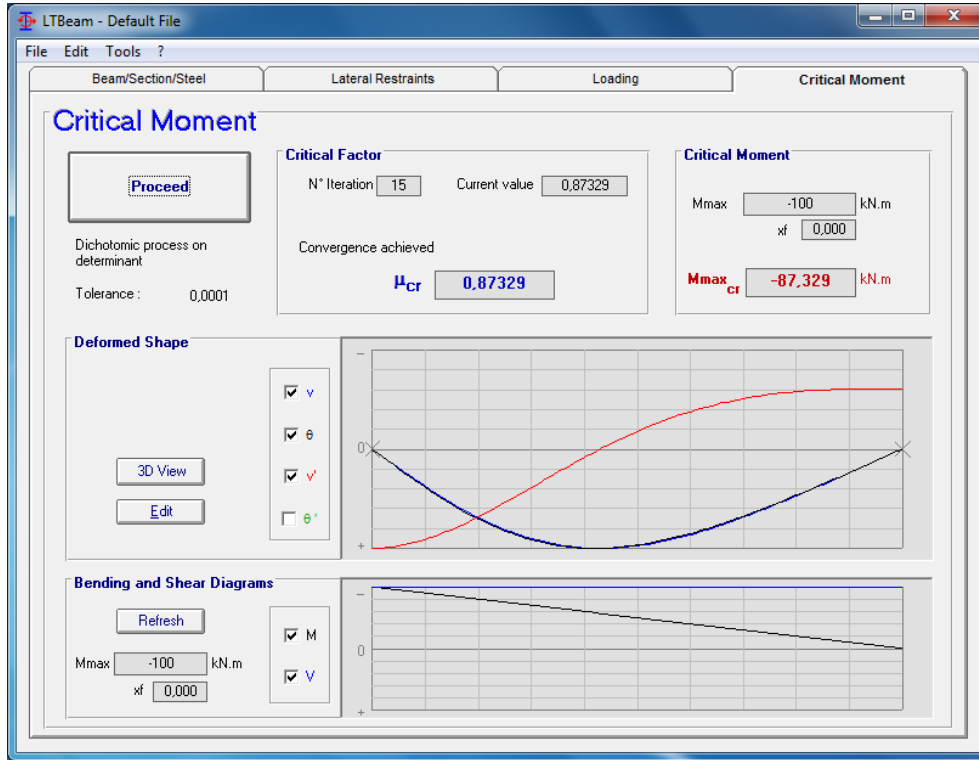 LTBeam - Default File
File Edit Tools ?
Beam/Section/Steel Lateral Restraints Loading Critical Moment
Critical Moment
Proceed
Dichotomic process on
determinant
Tolerance : 0,0001
Critical Factor
N° Iteration 15 Current value 0,87329
Convergence achieved
μcr 0,87329
Critical Moment
Mmax -100 kN.m
xf 0,000
Mmaxcr -87,329 kN.m
Deformed Shape
v
θ
v'
θ'
3D View
Edit
−
0
+
Bending and Shear Diagrams
Refresh
Mmax -100 kN.m
xf 0,000
M
V
−
0
+